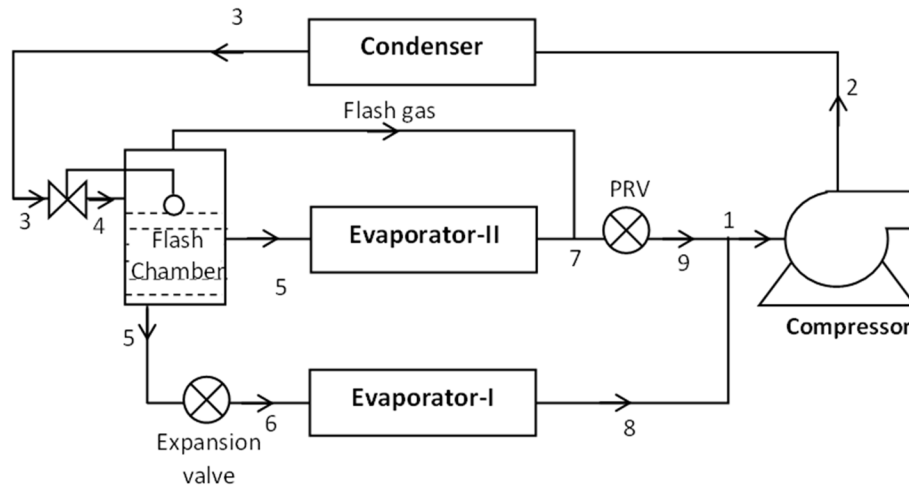 3
Condenser
2
Flash gas
PRV
3
4
Flash
Chamber
Evaporator-II
1
5
7
9
5
Compressor
Evaporator-I
6
8
Expansion
valve